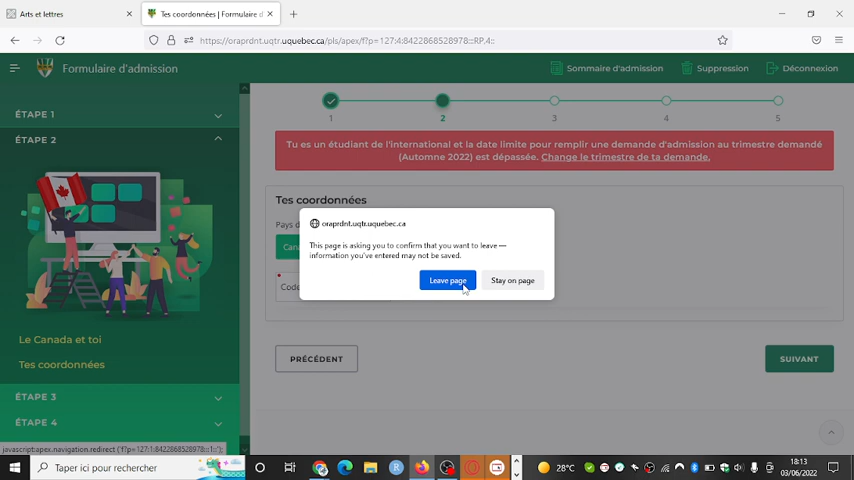 Arts et lettres
Tes coordonnées | Formulaire d'
https://oraprdnt.uqtr.uquebec.ca/pls/apex/f?p=127:4:8422868528978:::RP,4::
Formulaire d'admission
Sommaire d'admission
Suppression
Déconnexion
ÉTAPE 1
ÉTAPE 2
Le Canada et toi
Tes coordonnées
ÉTAPE 3
ÉTAPE 4
1 2 3 4 5
Tu es un étudiant de l'international et la date limite pour remplir une demande d'admission au trimestre demandé
(Automne 2022) est dépassée. Change le trimestre de ta demande.
Tes coordonnées
Pays d
Cana
Code
oraprdnt.uqtr.uquebec.ca
This page is asking you to confirm that you want to leave —
information you've entered may not be saved.
Leave page
Stay on page
PRÉCÉDENT
SUIVANT
javascript:apex.navigation.redirect ('f?p=127:1:8422868528978:::1::');
Taper ici pour rechercher
28°C
18:13
03/06/2022